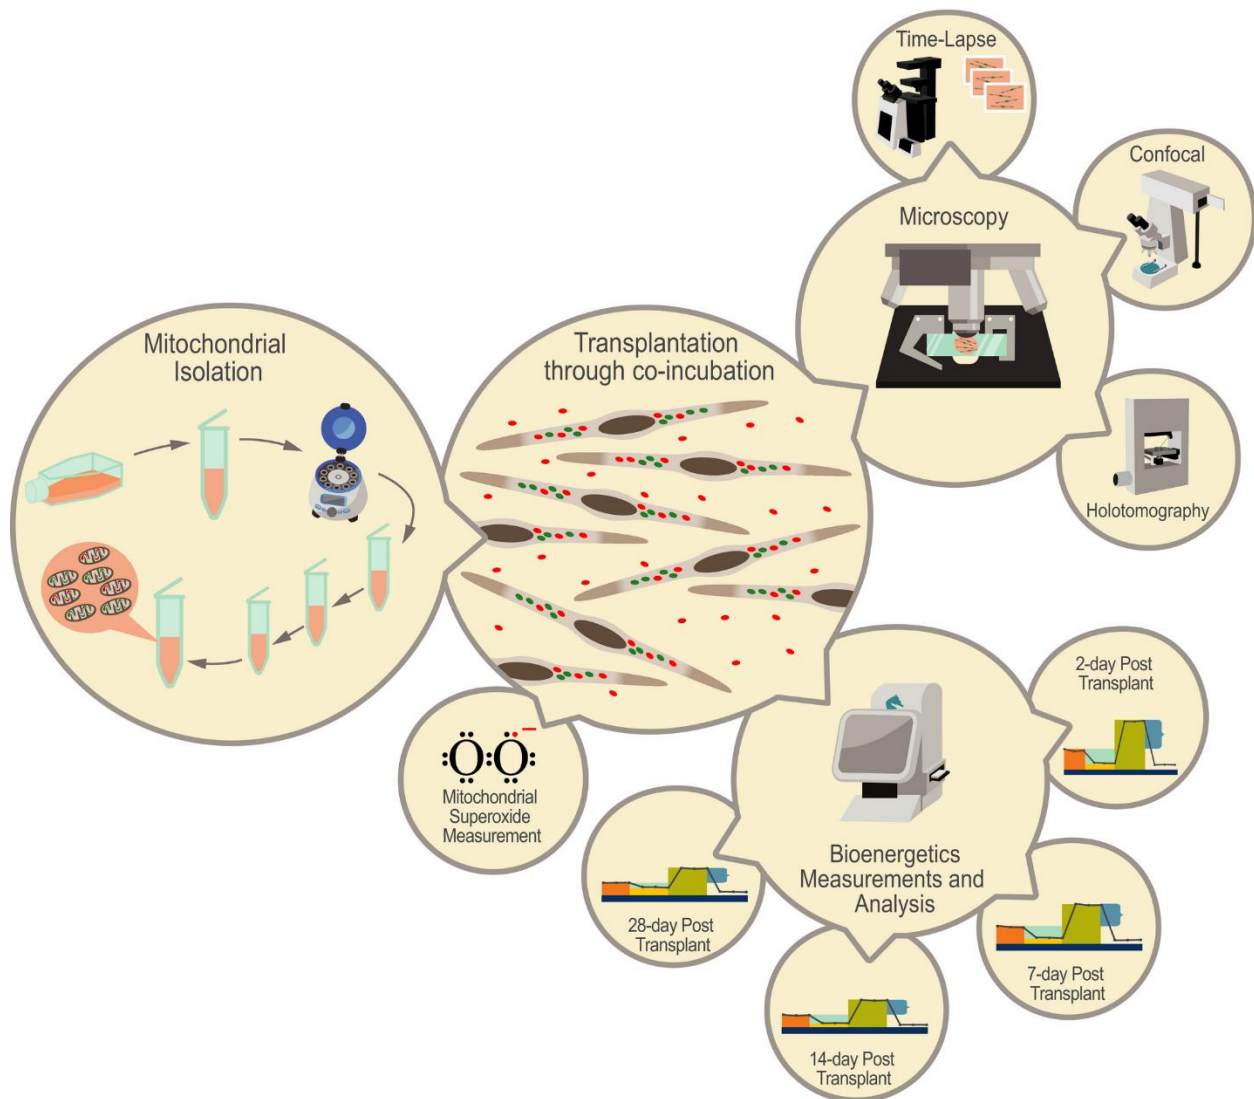 Time-Lapse
Confocal
Microscopy
Holotomography
Mitochondrial
Isolation
Transplantation
through co-incubation
O:O
Mitochondrial
Superoxide
Measurement
Bioenergetics
Measurements and
Analysis
2-day Post
Transplant
7-day Post
Transplant
14-day Post
Transplant
28-day Post
Transplant